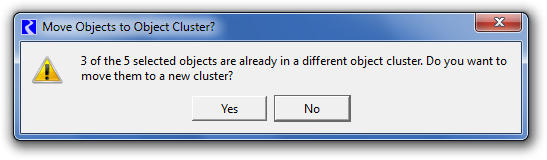 Move Objects to Object Cluster?
3 of the 5 selected objects are already in a different object cluster. Do you want to
move them to a new cluster?
Yes
No